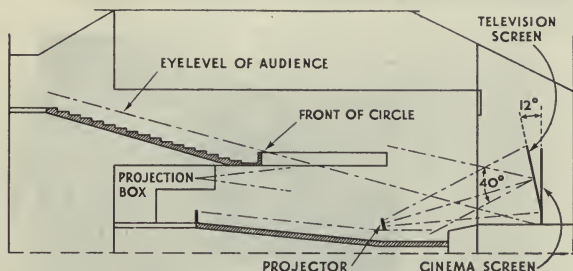 TELEVISION
SCREEN
EYELEVEL OF AUDIENCE
12°
FRONT OF CIRCLE
PROJECTION
BOX
40°
PROJECTOR
CINEMA SCREEN